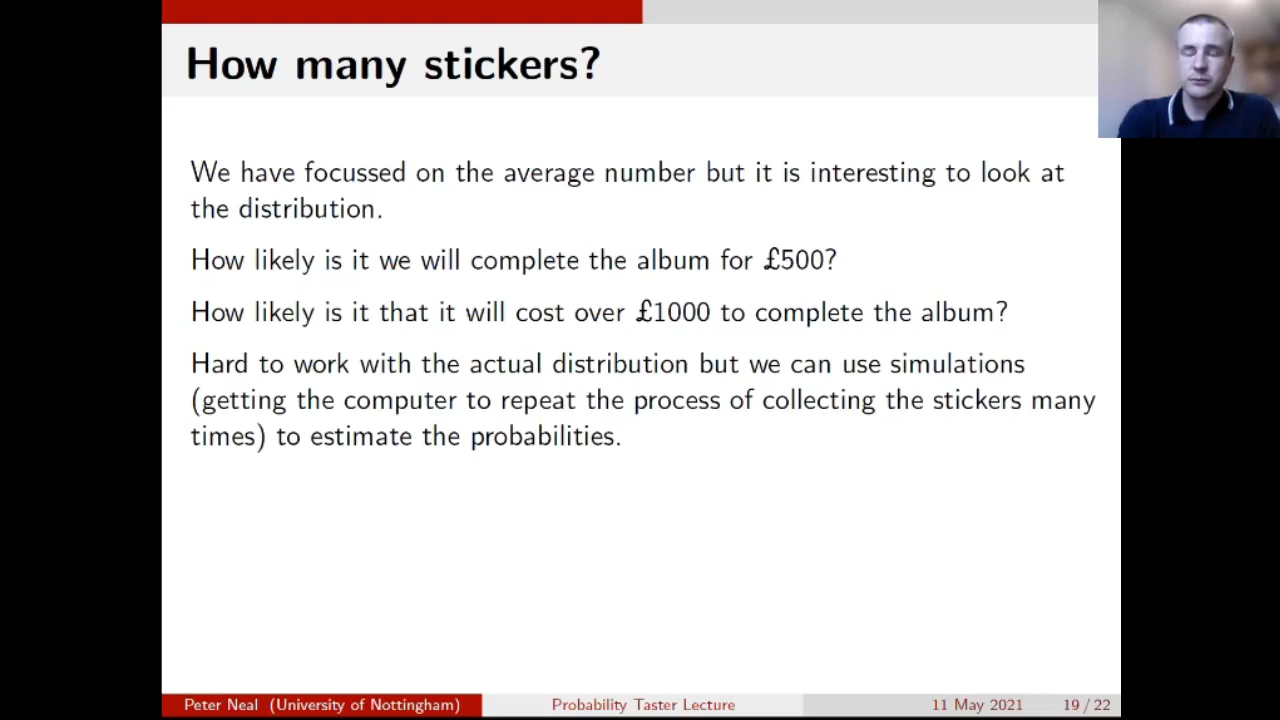 How many stickers?
We have focussed on the average number but it is interesting to look at
the distribution.
How likely is it we will complete the album for £500?
How likely is it that it will cost over £1000 to complete the album?
Hard to work with the actual distribution but we can use simulations
(getting the computer to repeat the process of collecting the stickers many
times) to estimate the probabilities.
Peter Neal (University of Nottingham) Probability Taster Lecture 11 May 2021 19 / 22